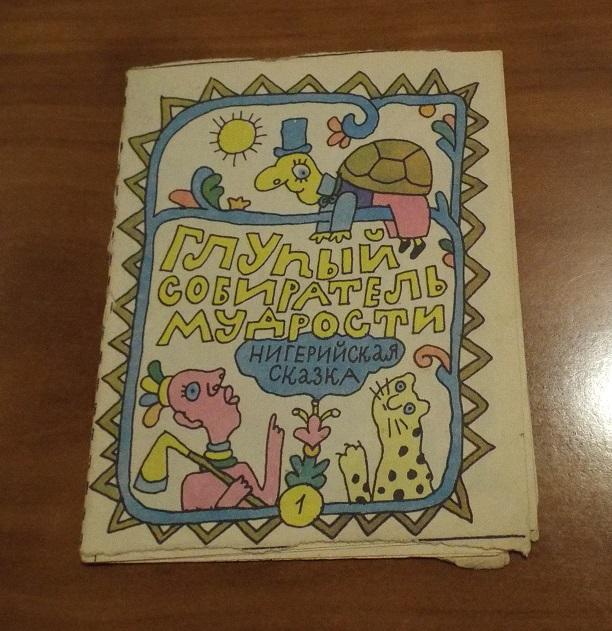 ГЛУПЫЙ
СОБИРАТЕЛЬ
МУДРОСТИ
НИГЕРИЙСКАЯ
СКАЗКА
1